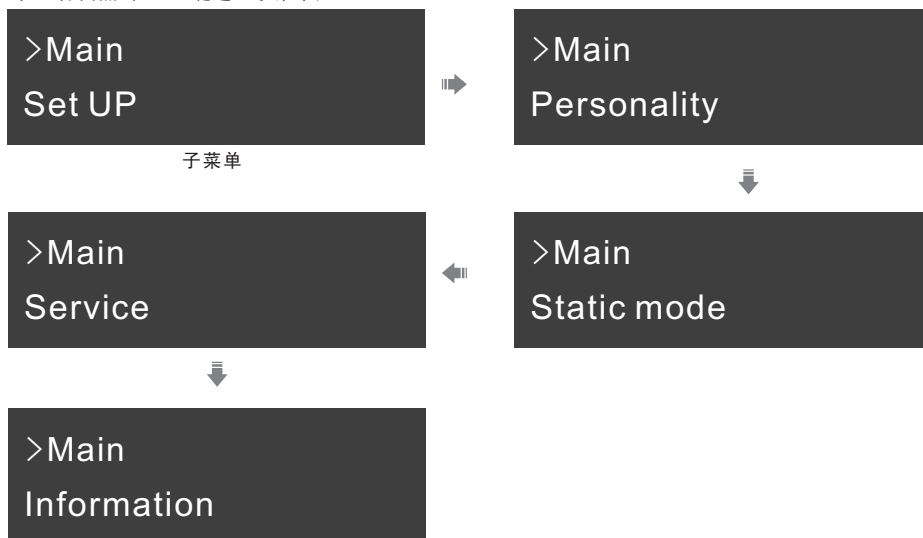 >Main
Set UP
子菜单
>Main
Personality
>Main
Static mode
>Main
Service
>Main
Information